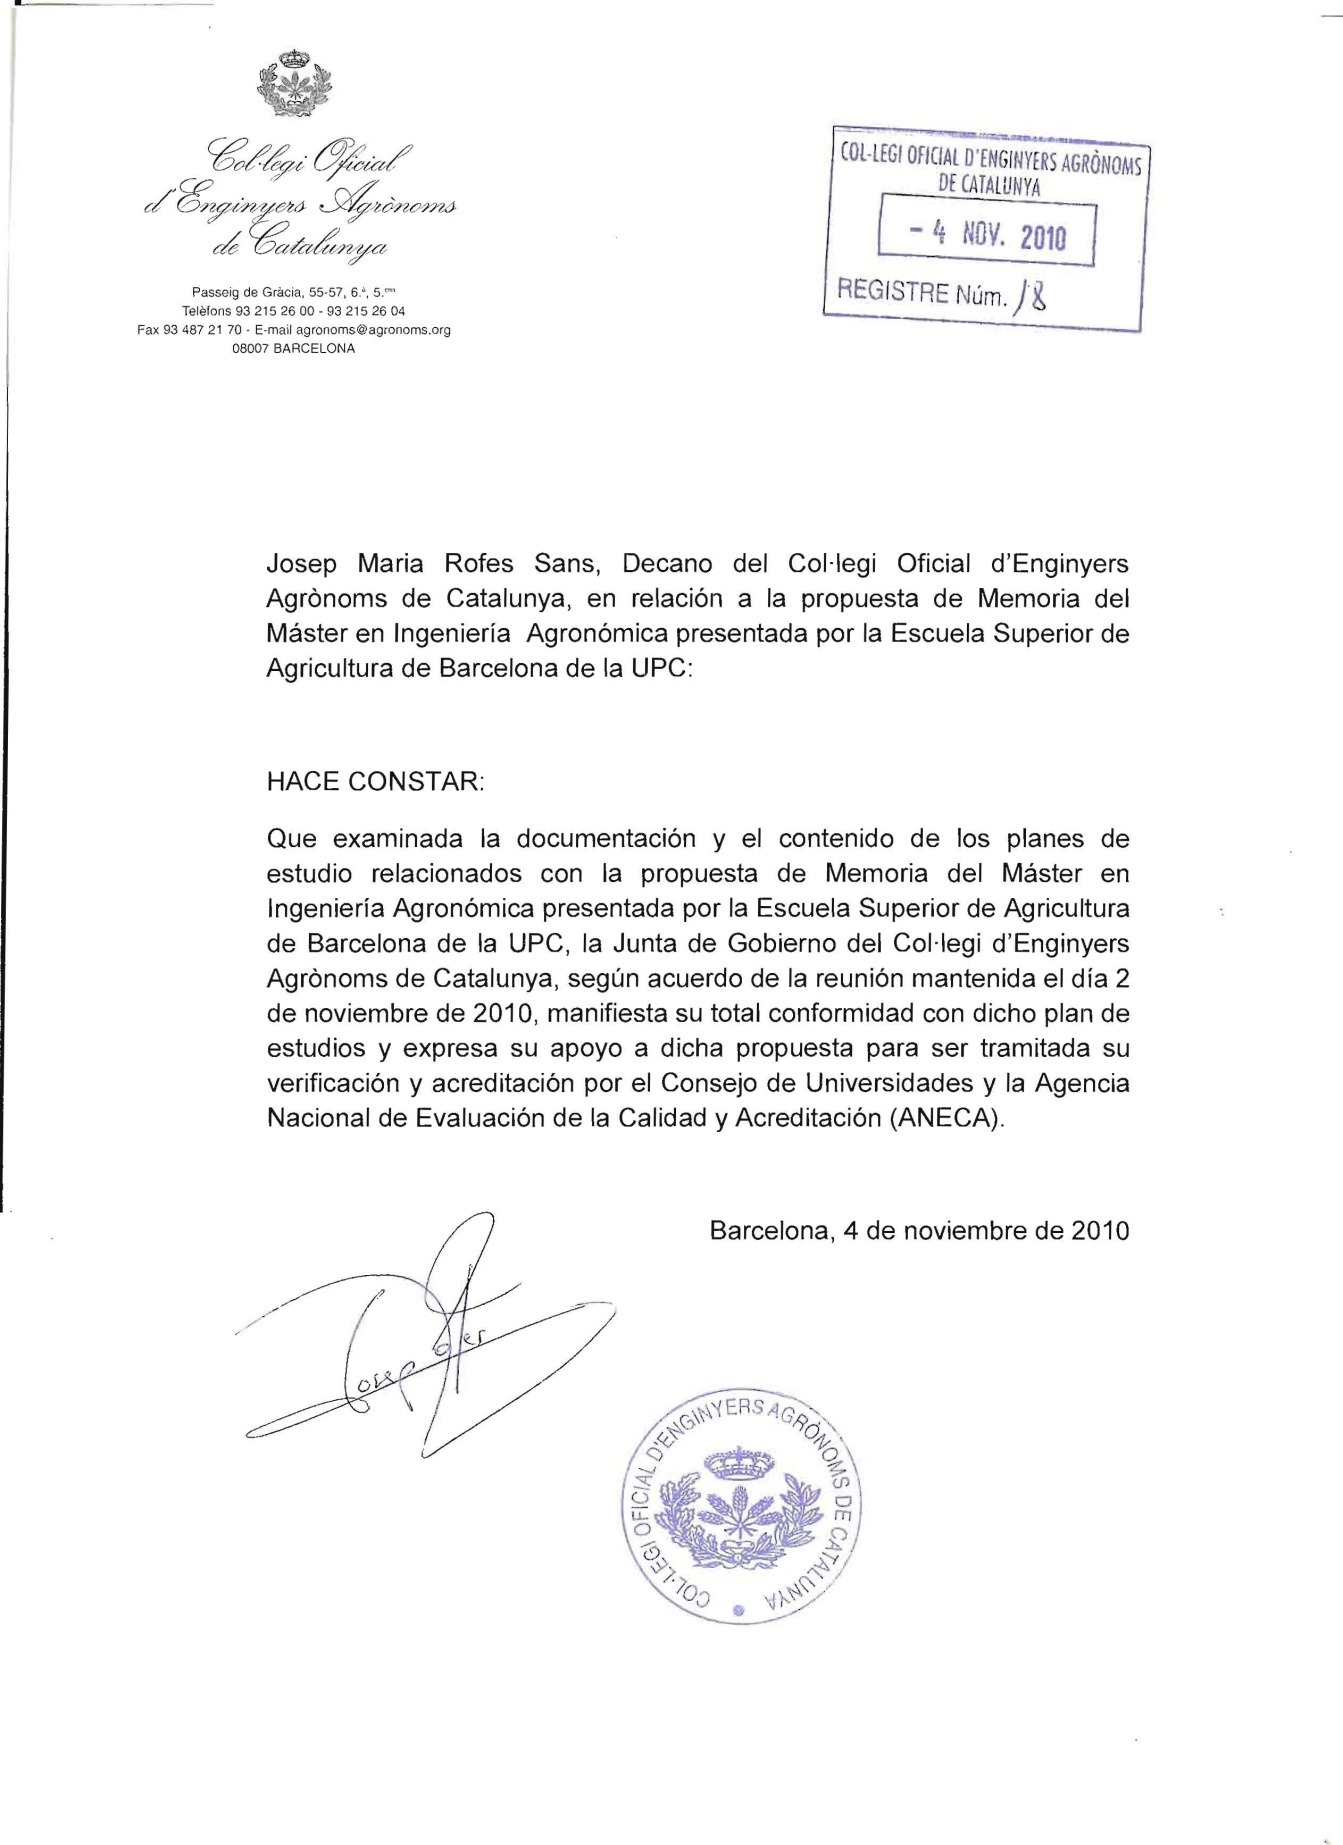 Col·legi Oficial
d'Enginyers Agrònoms
de Catalunya
Passeig de Gràcia, 55-57, 6.è, 5.ena
Telèfons 93 215 26 00 - 93 215 26 04
Fax 93 487 21 70 - E-mail agronoms@agronoms.org
08007 BARCELONA
COL-LEGI OFICIAL D'ENGINYERS AGRÒNOMS
DE CATALUNYA
- 4 NOV. 2010
REGISTRE Núm. 18
Josep Maria Rofes Sans, Decano del Col·legi Oficial d'Enginyers
Agrònoms de Catalunya, en relación a la propuesta de Memoria del
Máster en Ingeniería Agronómica presentada por la Escuela Superior de
Agricultura de Barcelona de la UPC:
HACE CONSTAR:
Que examinada la documentación y el contenido de los planes de
estudio relacionados con la propuesta de Memoria del Máster en
Ingeniería Agronómica presentada por la Escuela Superior de Agricultura
de Barcelona de la UPC, la Junta de Gobierno del Col·legi d'Enginyers
Agrònoms de Catalunya, según acuerdo de la reunión mantenida el día 2
de noviembre de 2010, manifiesta su total conformidad con dicho plan de
estudios y expresa su apoyo a dicha propuesta para ser tramitada su
verificación y acreditación por el Consejo de Universidades y la Agencia
Nacional de Evaluación de la Calidad y Acreditación (ANECA).
Barcelona, 4 de noviembre de 2010
Josep
COL·LEGI OFICIAL D'ENGINYERS AGRÒNOMS DE CATALUNYA